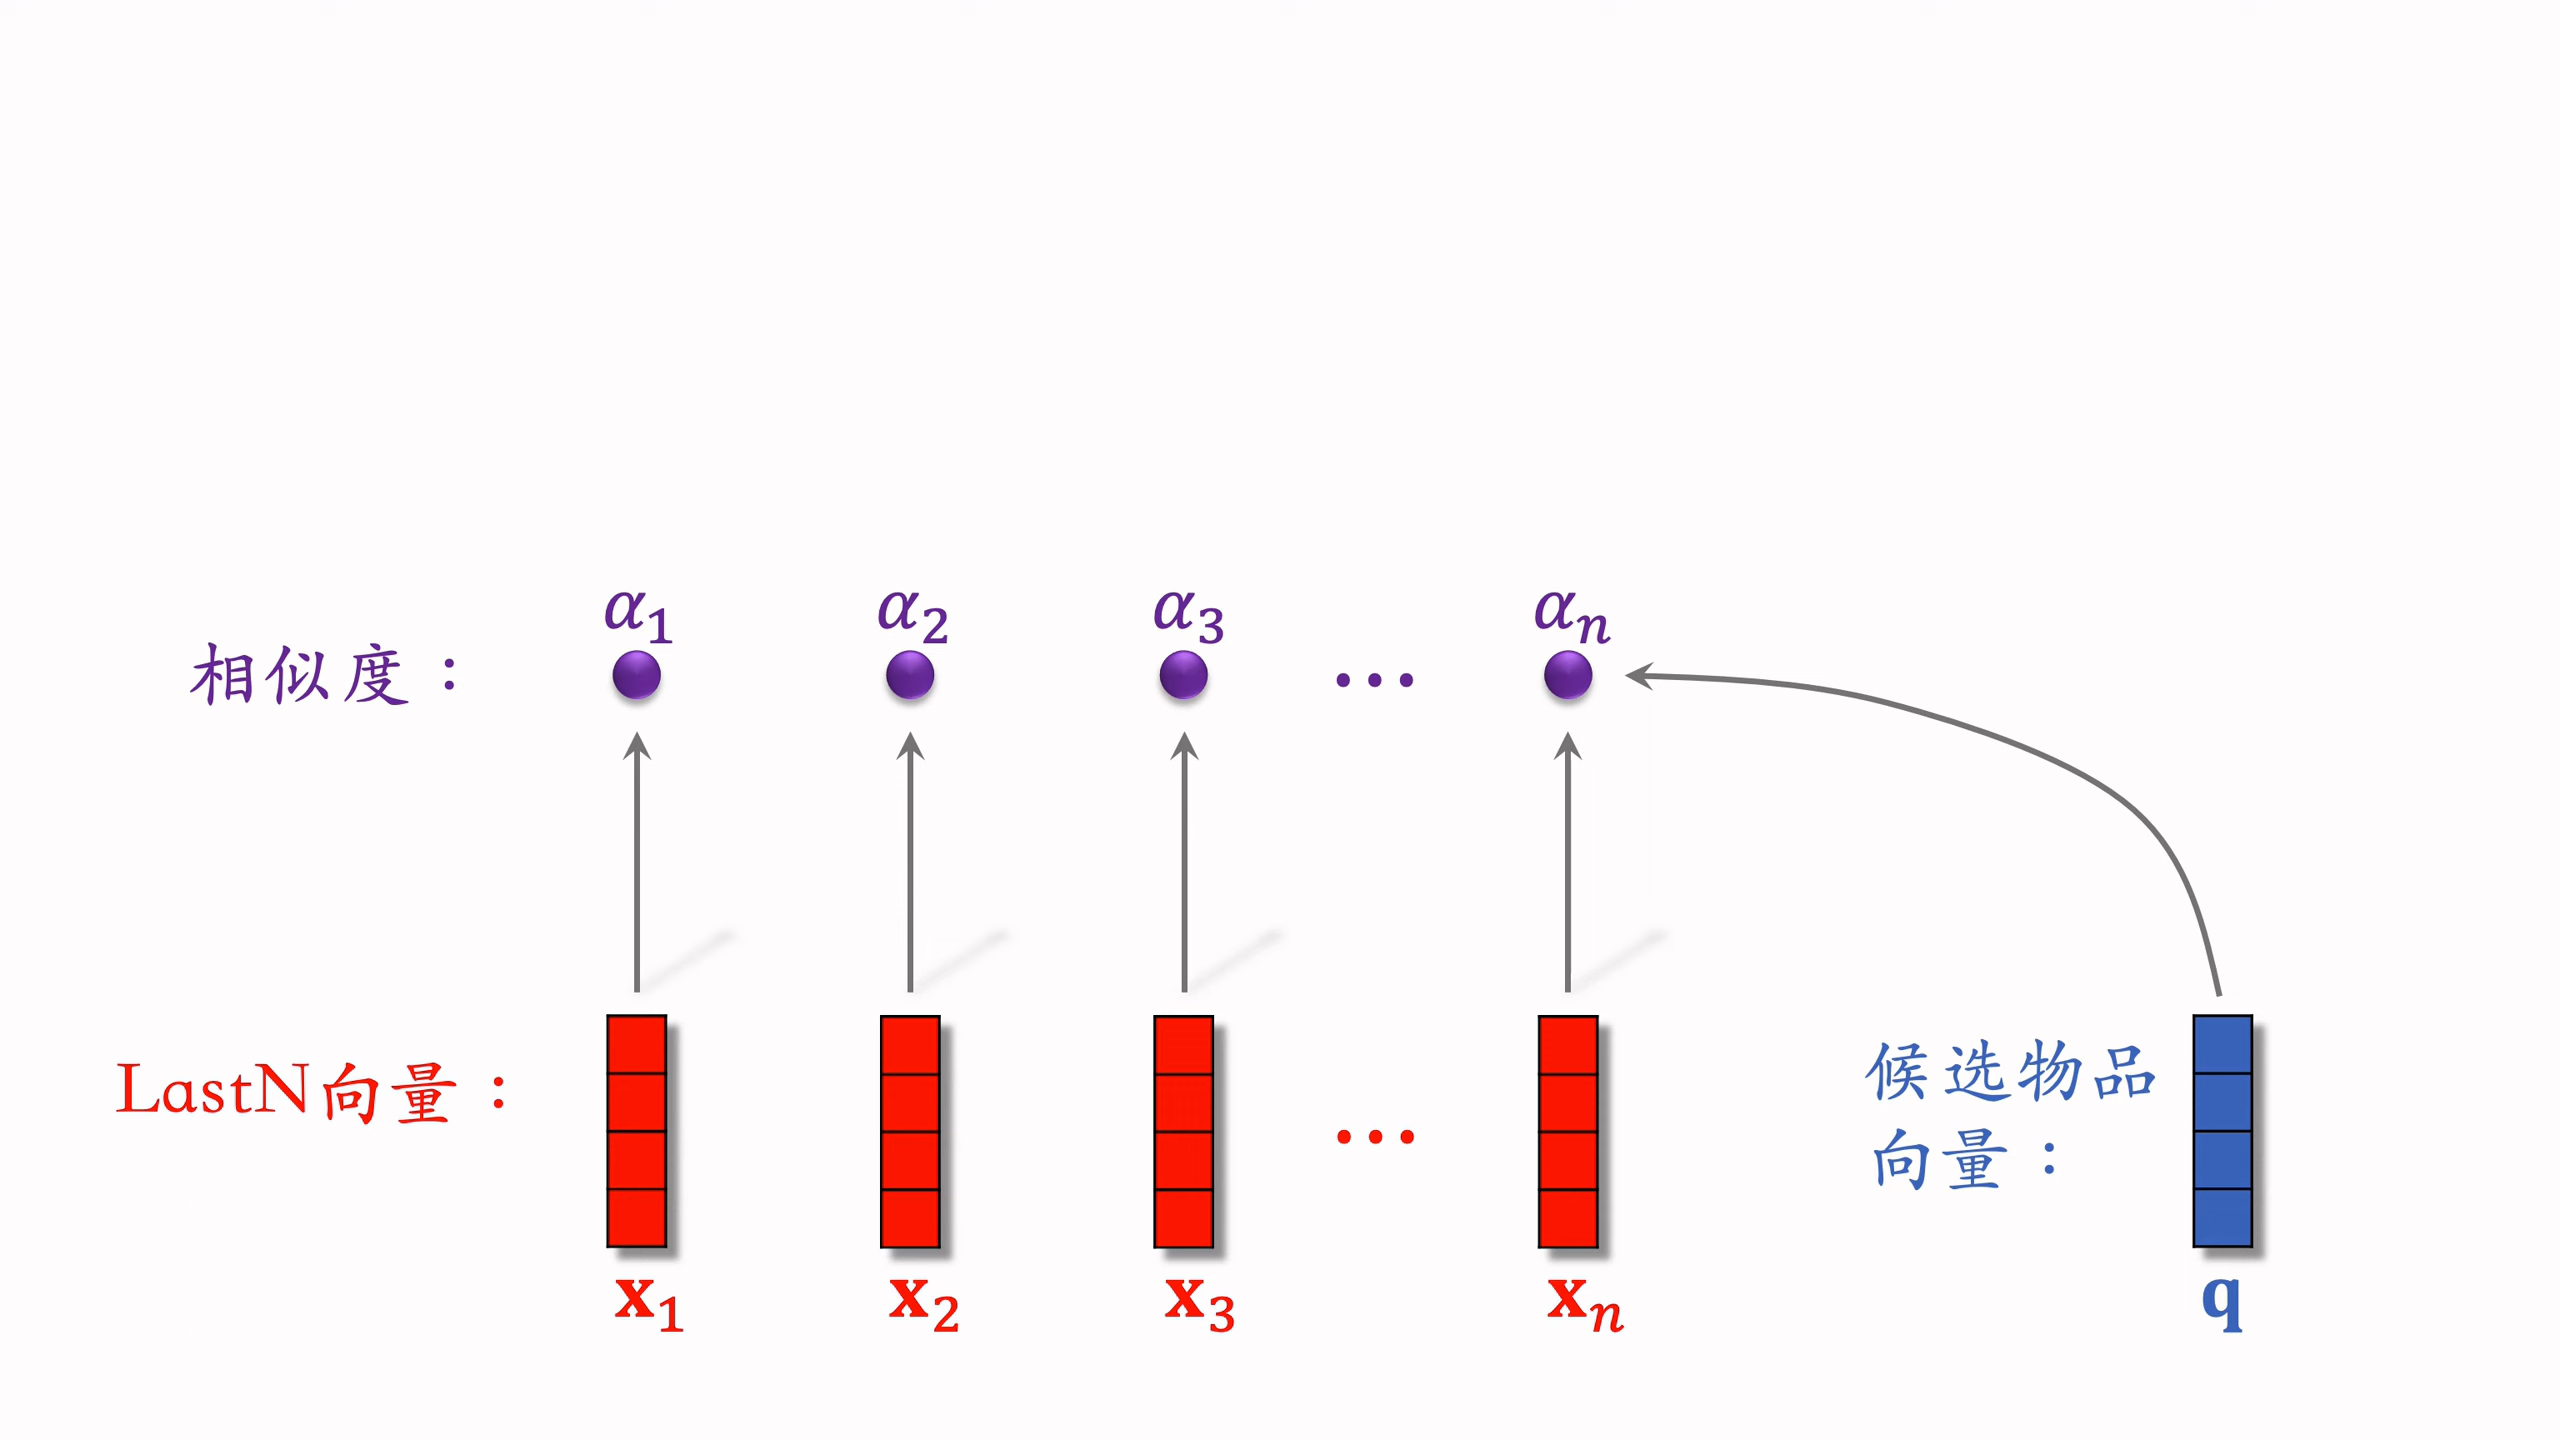 α₁ α₂ α₃ αₙ
相似度： ···
LastN向量： ···
候选物品
向量：
x₁ x₂ x₃ xₙ q